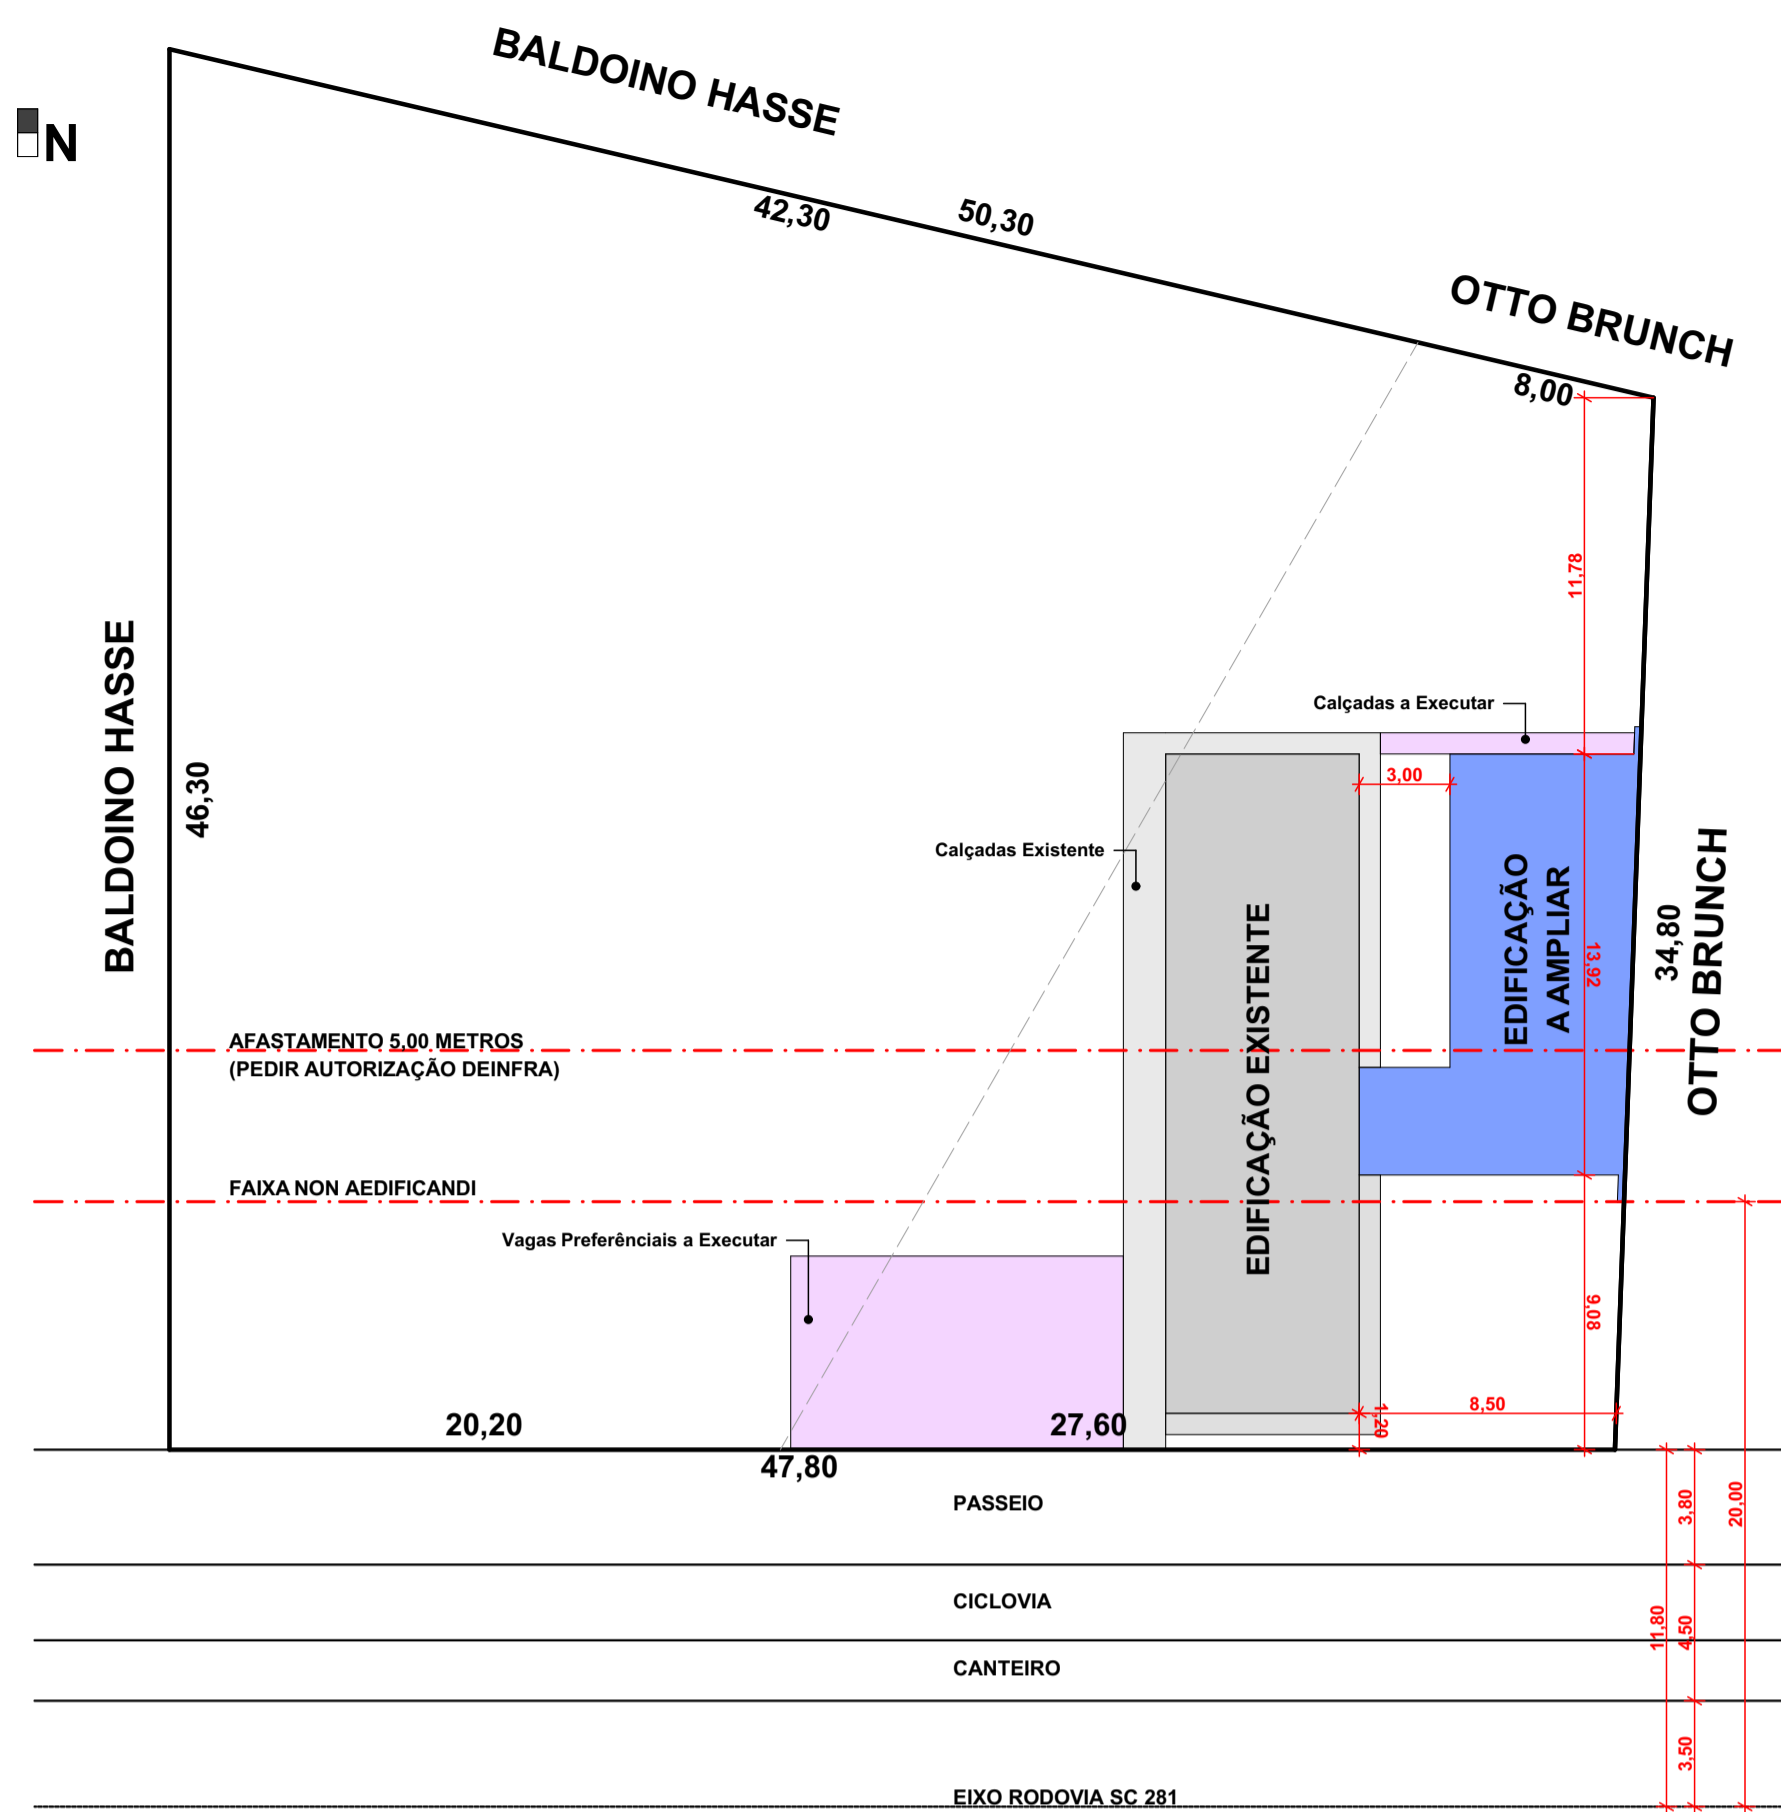 BALDOINO HASSE
N
42,30
50,30
OTTO BRUNCH
8,00
11,78
BALDOINO HASSE
46,30
Calçadas a Executar
3,00
Calçadas Existente
EDIFICAÇÃO EXISTENTE
EDIFICAÇÃO
A AMPLIAR
13,92
34,80
OTTO BRUNCH
AFASTAMENTO 5,00 METROS
(PEDIR AUTORIZAÇÃO DEINFRA)
FAIXA NON AEDIFICANDI
Vagas Preferênciais a Executar
9,08
20,20
27,60
1,20
8,50
47,80
PASSEIO
3,80
20,00
CICLOVIA
11,80
4,50
CANTEIRO
3,50
EIXO RODOVIA SC 281